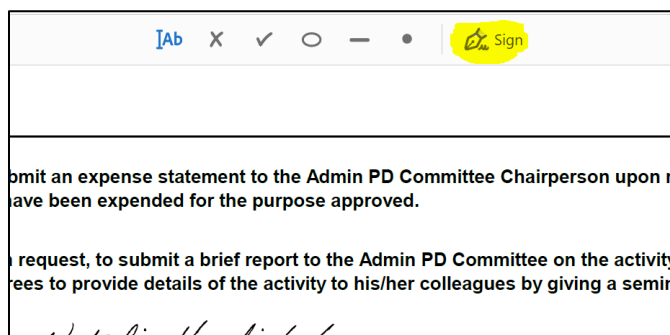 Ab Sign
bmit an expense statement to the Admin PD Committee Chairperson upon
have been expended for the purpose approved.
request, to submit a brief report to the Admin PD Committee on the activity
rees to provide details of the activity to his/her colleagues by giving a semi